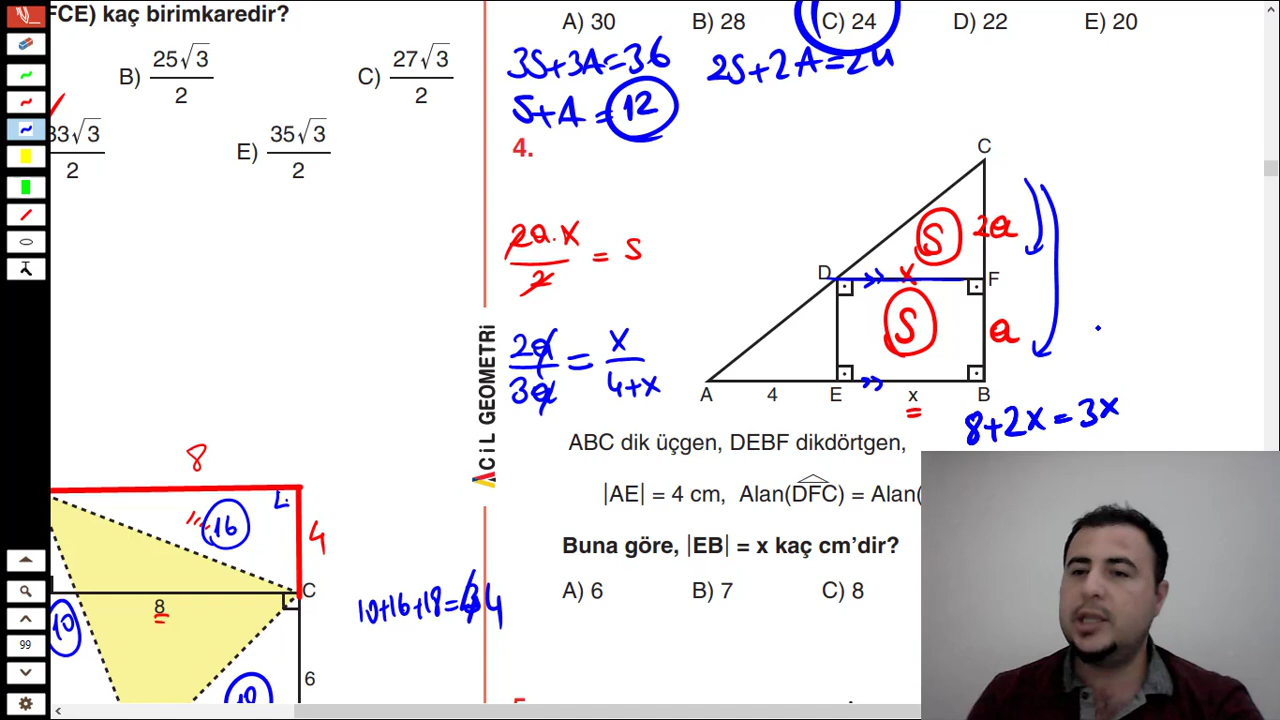 FCE) kaç birimkaredir?
B) 25√3/2
C) 27√3/2
33√3/2
E) 35√3/2
8
16
4
C
8
10
6
10
10+16+18=44
ACİL GEOMETRİ
A) 30 B) 28 C) 24 D) 22 E) 20
3S+3A=36 2S+2A=24
S+A=12
4.
2a·x/2 = S
2a/3a = x/4+x
C
S 2a
D x F
S a
A 4 E x B
8+2x=3x
ABC dik üçgen, DEBF dikdörtgen,
|AE| = 4 cm, Alan(DFC) = Alan(
Buna göre, |EB| = x kaç cm'dir?
A) 6 B) 7 C) 8
99